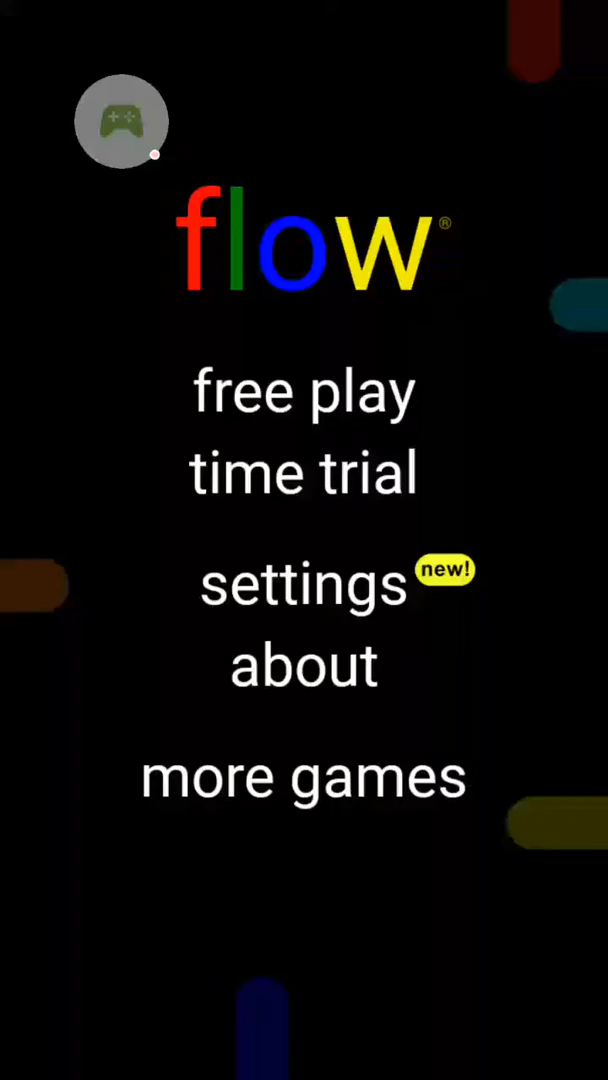 flow®
free play
time trial
settings new!
about
more games